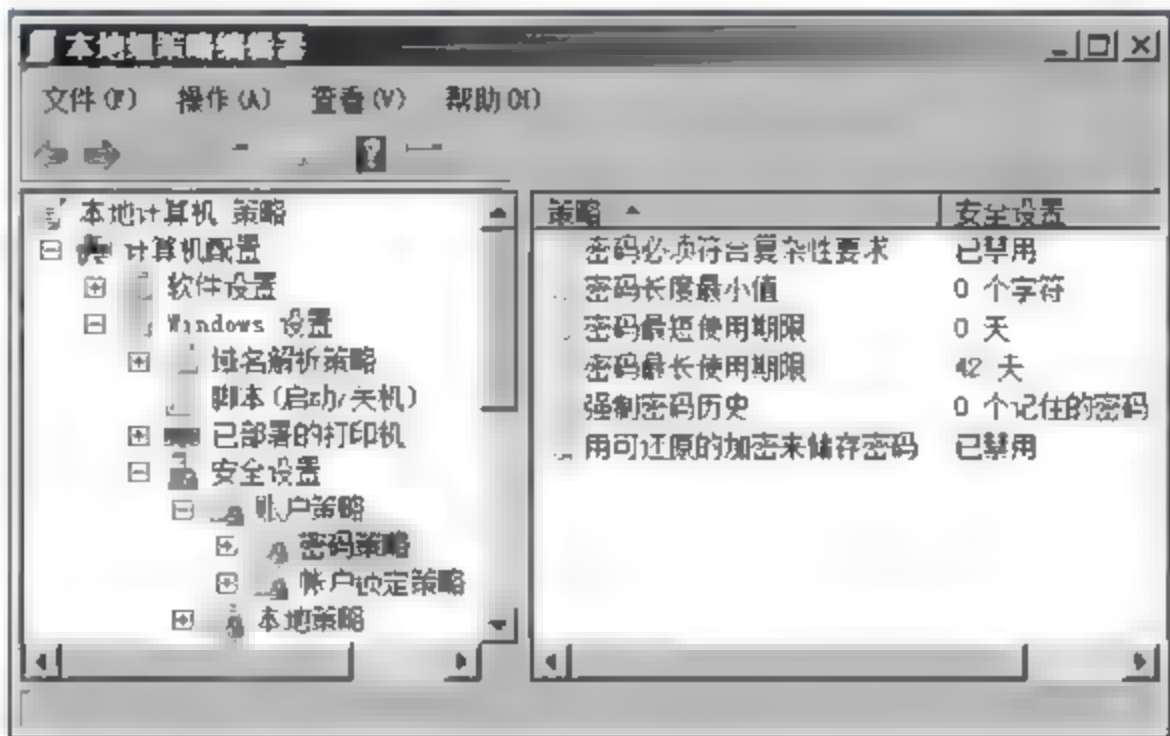 本地组策略编辑器
文件(F) 操作(A) 查看(V) 帮助(H)
本地计算机 策略
计算机配置
软件设置
Windows 设置
域名解析策略
脚本(启动/关机)
已部署的打印机
安全设置
帐户策略
密码策略
帐户锁定策略
本地策略
策略 安全设置
密码必须符合复杂性要求 已禁用
密码长度最小值 0 个字符
密码最短使用期限 0 天
密码最长使用期限 42 天
强制密码历史 0 个记住的密码
用可还原的加密来储存密码 已禁用